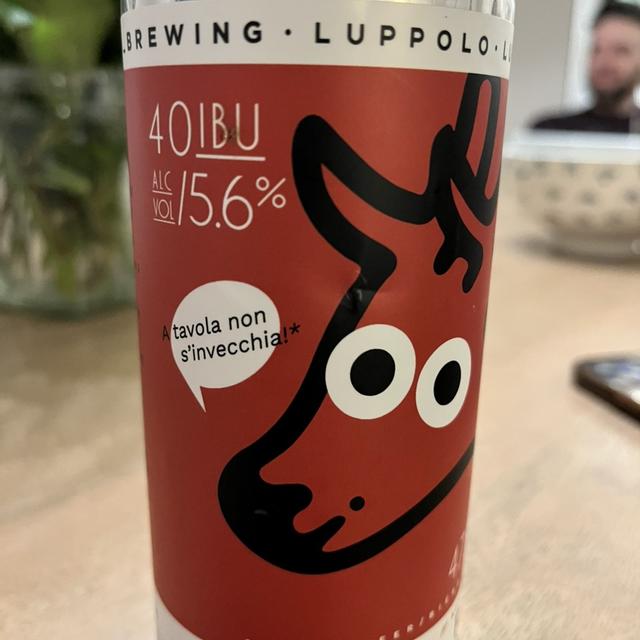 BREWING · LUPPOLO ·
40IBU
ALC
VOL/5.6%
A tavola non
s'invecchia!*